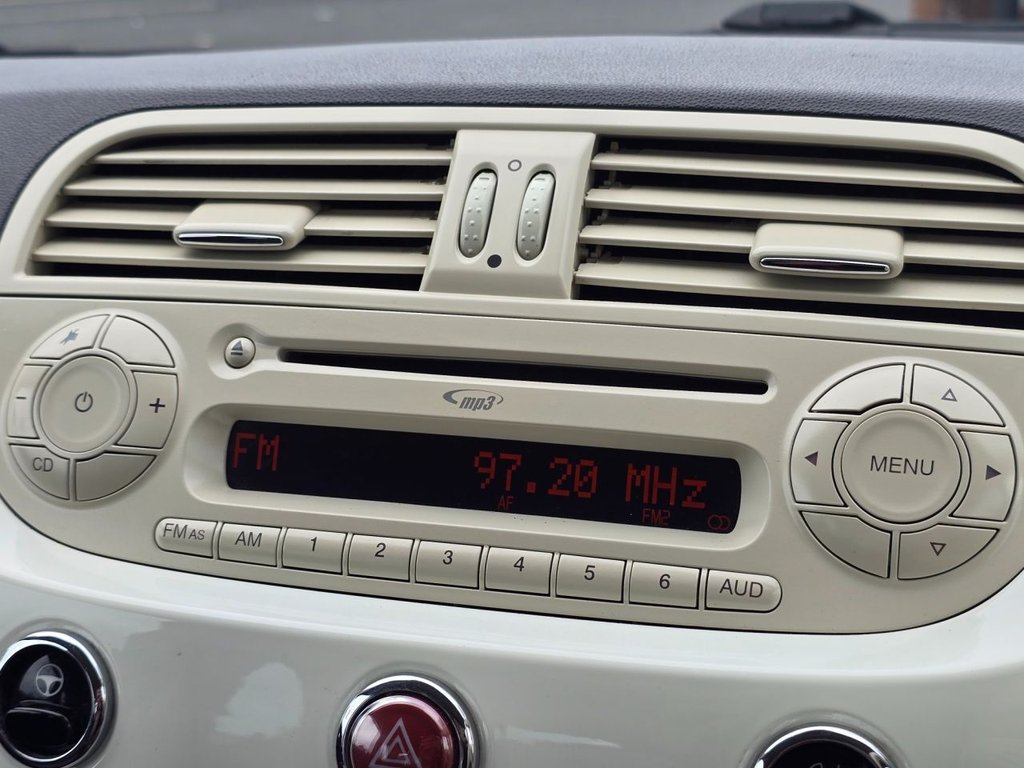 mp3
FM 97.20 MHz
AF FM2
- +
CD
MENU
FM AS AM 1 2 3 4 5 6 AUD